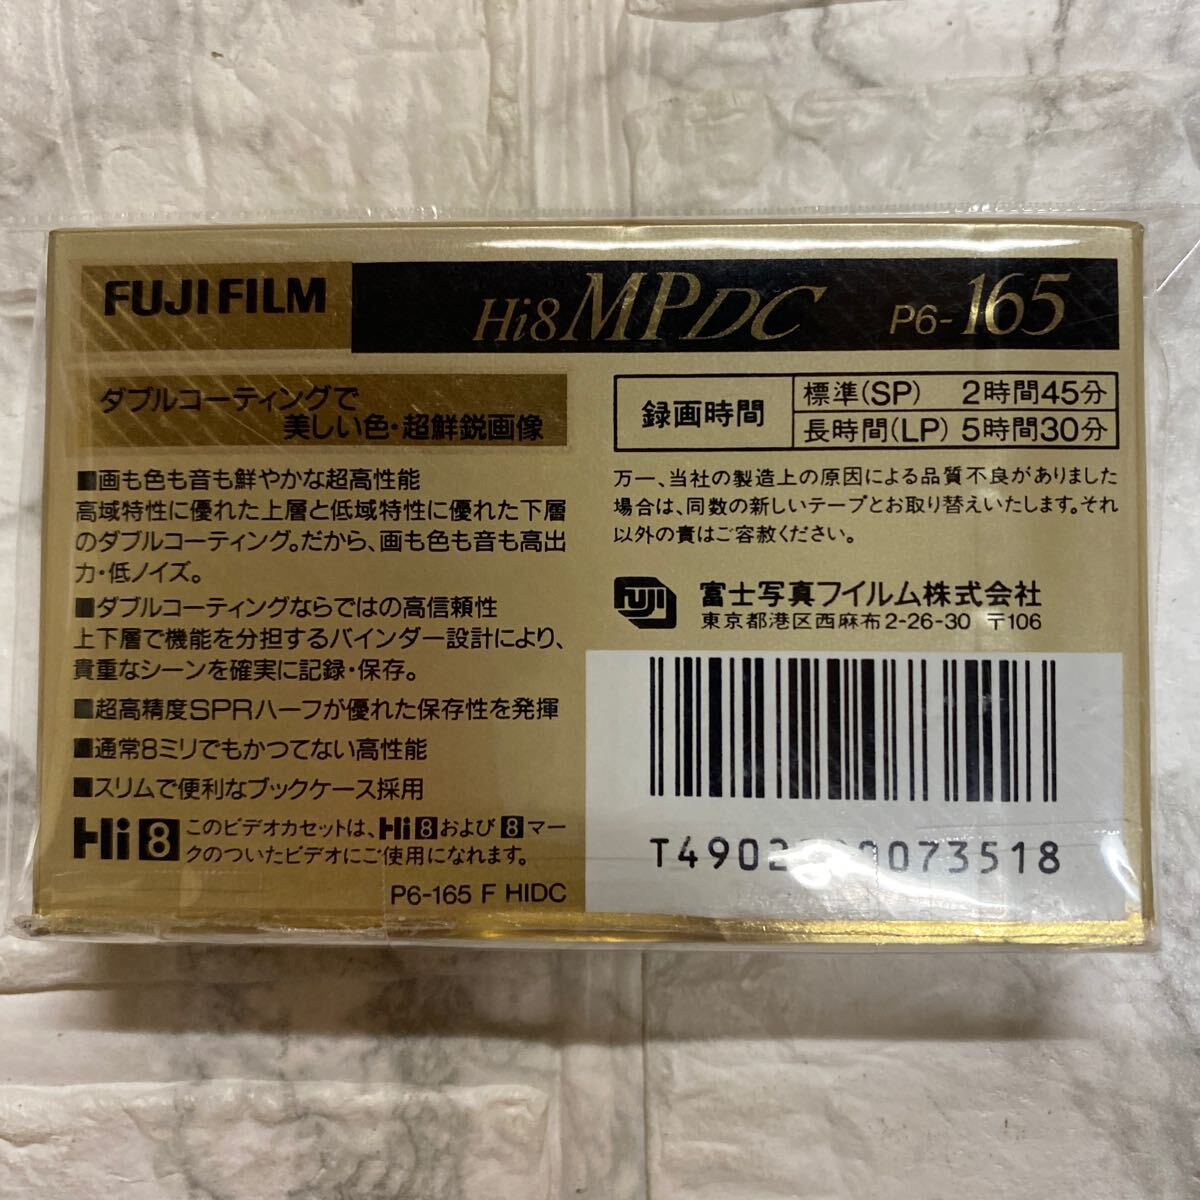 FUJIFILM
Hi8MPDC P6-165
ダブルコーティングで
美しい色・超鮮鋭画像
■画も色も音も鮮やかな超高性能
高域特性に優れた上層と低域特性に優れた下層
のダブルコーティング。だから、画も色も音も高出
力・低ノイズ。
■ダブルコーティングならではの高信頼性
上下層で機能を分担するバインダー設計により、
貴重なシーンを確実に記録・保存。
■超高精度SPRハーフが優れた保存性を発揮
■通常8ミリでもかつてない高性能
■スリムで便利なブックケース採用
Hi8 このビデオカセットは、Hi8および8マー
クのついたビデオにご使用になれます。
P6-165 F HIDC
録画時間
標準(SP) 2時間45分
長時間(LP) 5時間30分
万一、当社の製造上の原因による品質不良がありました
場合は、同数の新しいテープとお取り替えいたします。それ
以外の責はご容赦ください。
FUJI 富士写真フイルム株式会社
東京都港区西麻布2-26-30 〒106